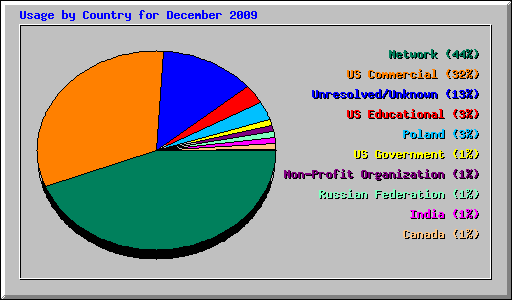 Usage by Country for December 2009
Network (44%)
US Commercial (32%)
Unresolved/Unknown (13%)
US Educational (3%)
Poland (3%)
US Government (1%)
Non-Profit Organization (1%)
Russian Federation (1%)
India (1%)
Canada (1%)